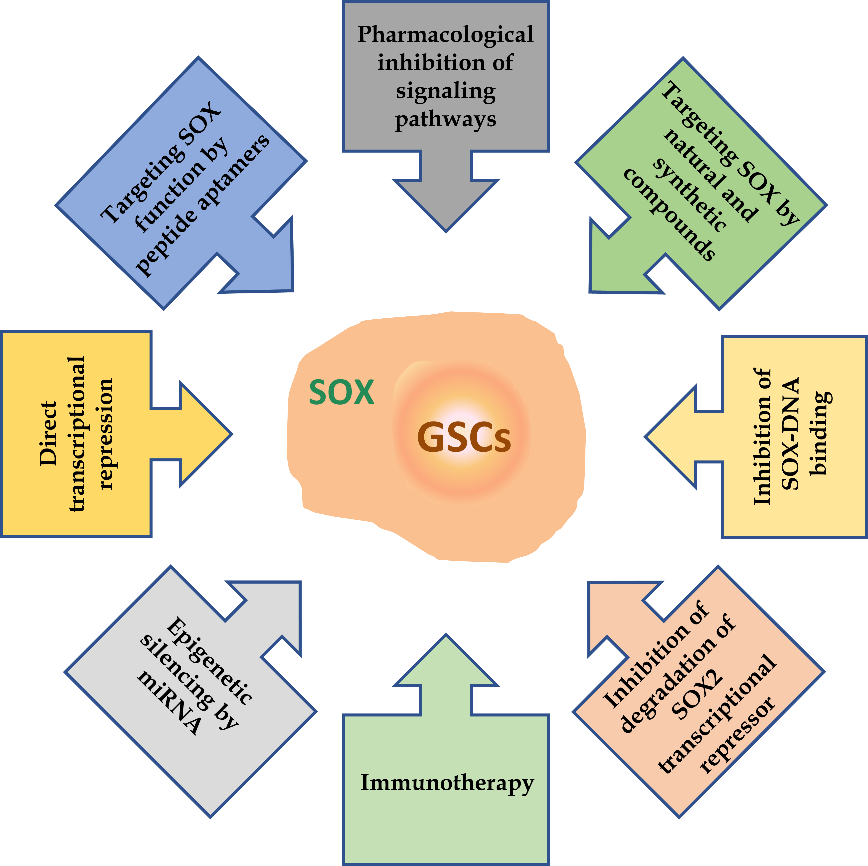 Pharmacological
inhibition of
signaling
pathways
Targeting SOX by
natural and
synthetic
compounds
Inhibition of
SOX-DNA
binding
Inhibition of
degradation of
SOX2
transcriptional
repressor
Immunotherapy
Epigenetic
silencing by
miRNA
Direct
transcriptional
repression
Targeting SOX
function by
peptide aptamers
SOX
GSCs